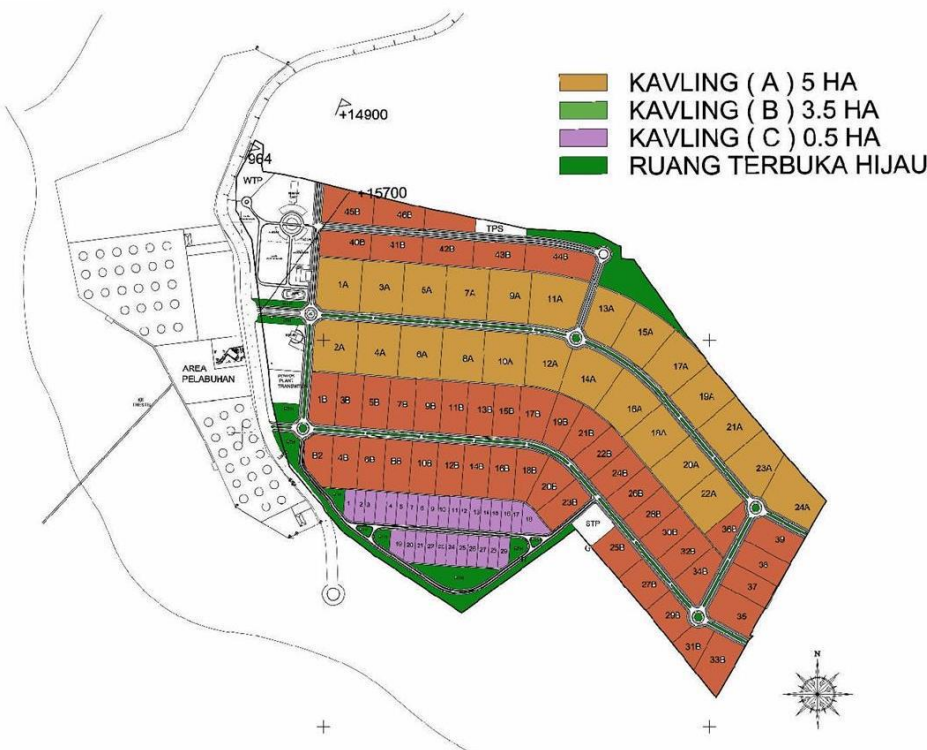 KAVLING ( A ) 5 HA
KAVLING ( B ) 3.5 HA
KAVLING ( C ) 0.5 HA
RUANG TERBUKA HIJAU
+14900
964
WTP
+15700
45B 46B
TPS
40B 41B 42B 43B 44B
1A 3A 5A 7A 9A 11A 13A 15A 17A 19A 21A 23A 24A
2A 4A 6A 8A 10A 12A 14A 16A 18A 20A 22A
AREA
PELABUHAN
POWER
PLANT
1B 3B 5B 7B 9B 11B 13B 15B 17B 19B 21B 22B 24B 26B 28B 30B 32B 34B 36B
B2 4B 6B B8 10B 12B 14B 16B 18B 20B 23B
STP
25B 27B 29B 31B 33B
39
38
37
35
1 2 3 4 5 6 7 8 9 10 11 12 13 14 15 16 17 18
19 20 21 22 23 24 25 26 27 28 29
N